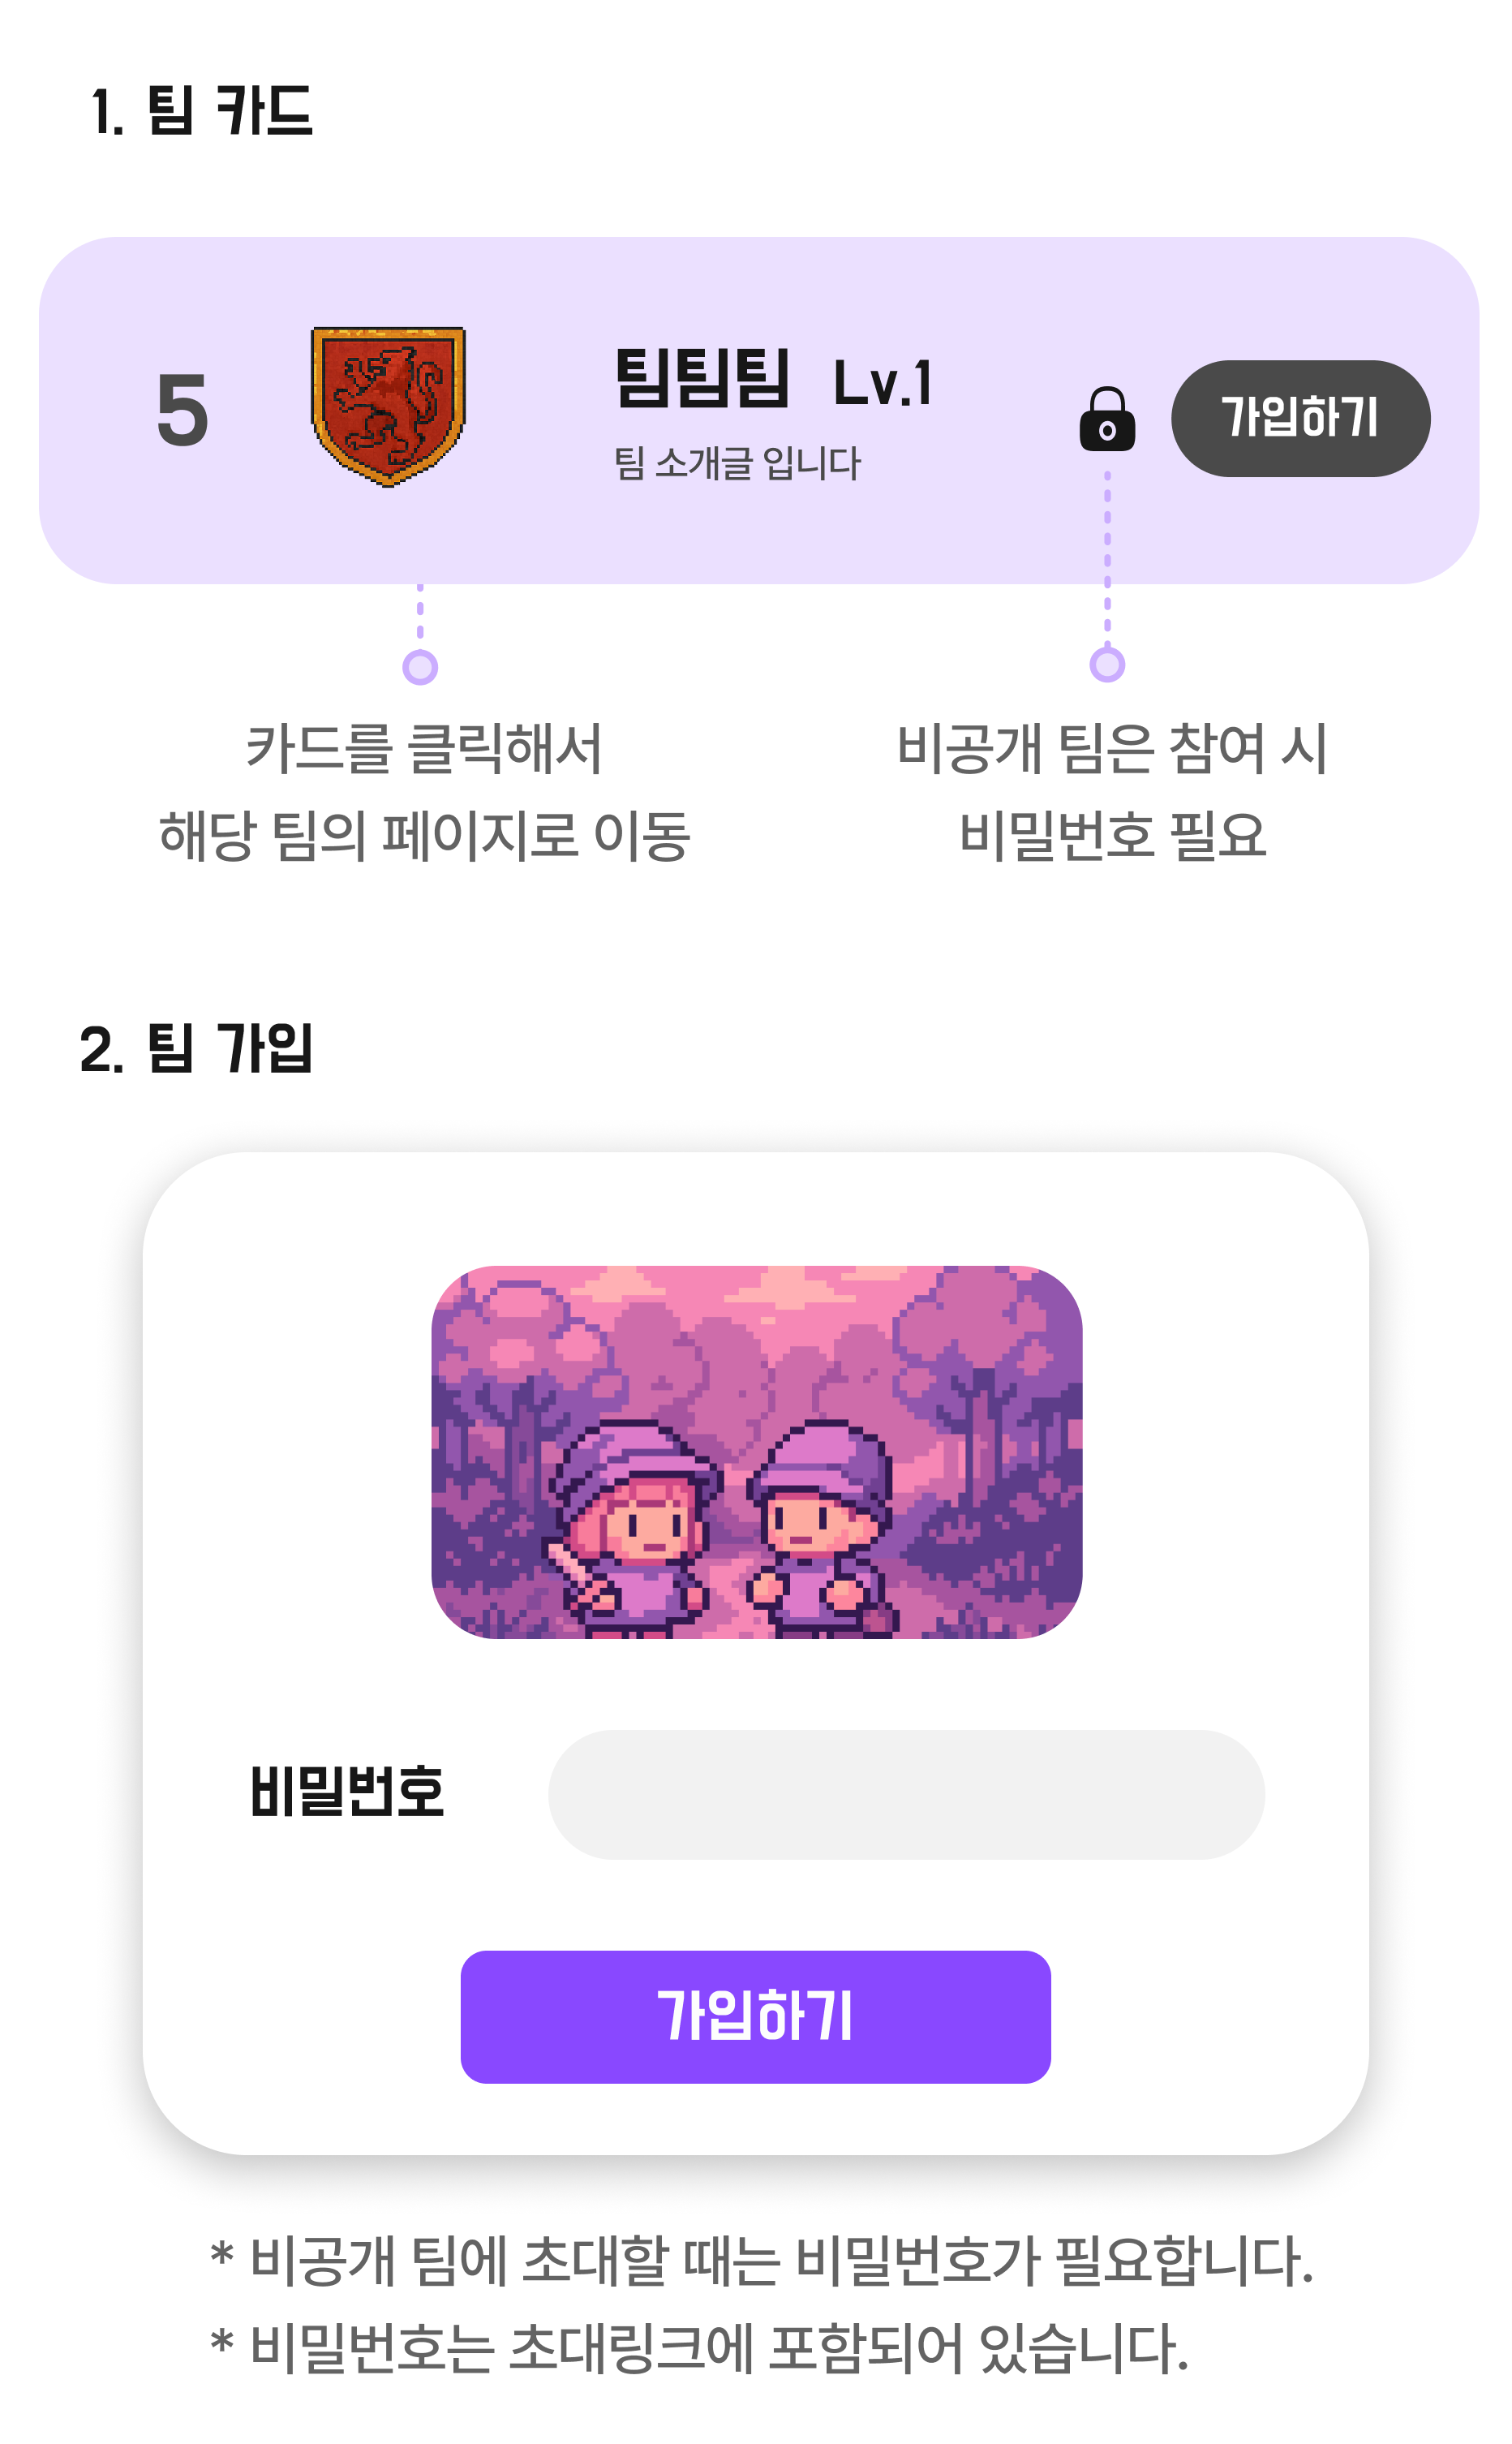 1. 팀 카드
5
팀팀팀 Lv.1
팀 소개글 입니다
가입하기
카드를 클릭해서
해당 팀의 페이지로 이동
비공개 팀은 참여 시
비밀번호 필요
2. 팀 가입
비밀번호
가입하기
* 비공개 팀에 초대할 때는 비밀번호가 필요합니다.
* 비밀번호는 초대링크에 포함되어 있습니다.